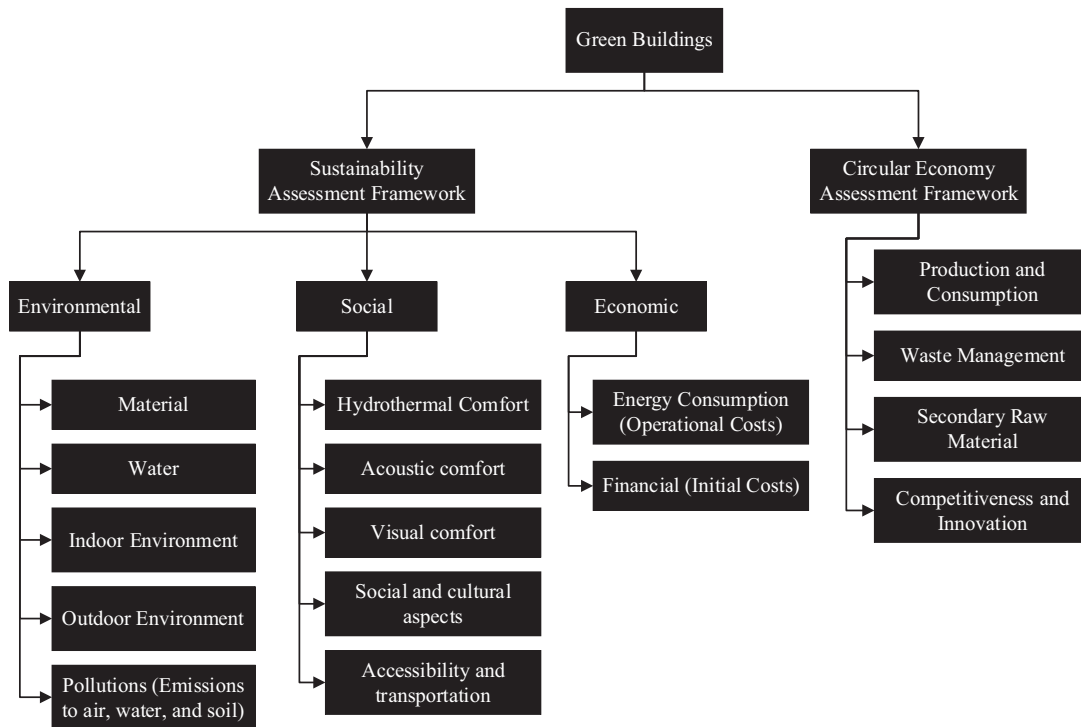 Green Buildings
Sustainability
Assessment Framework
Circular Economy
Assessment Framework
Environmental
Social
Economic
Material
Water
Indoor Environment
Outdoor Environment
Pollutions (Emissions
to air, water, and soil)
Hydrothermal Comfort
Acoustic comfort
Visual comfort
Social and cultural
aspects
Accessibility and
transportation
Energy Consumption
(Operational Costs)
Financial (Initial Costs)
Production and
Consumption
Waste Management
Secondary Raw
Material
Competitiveness and
Innovation